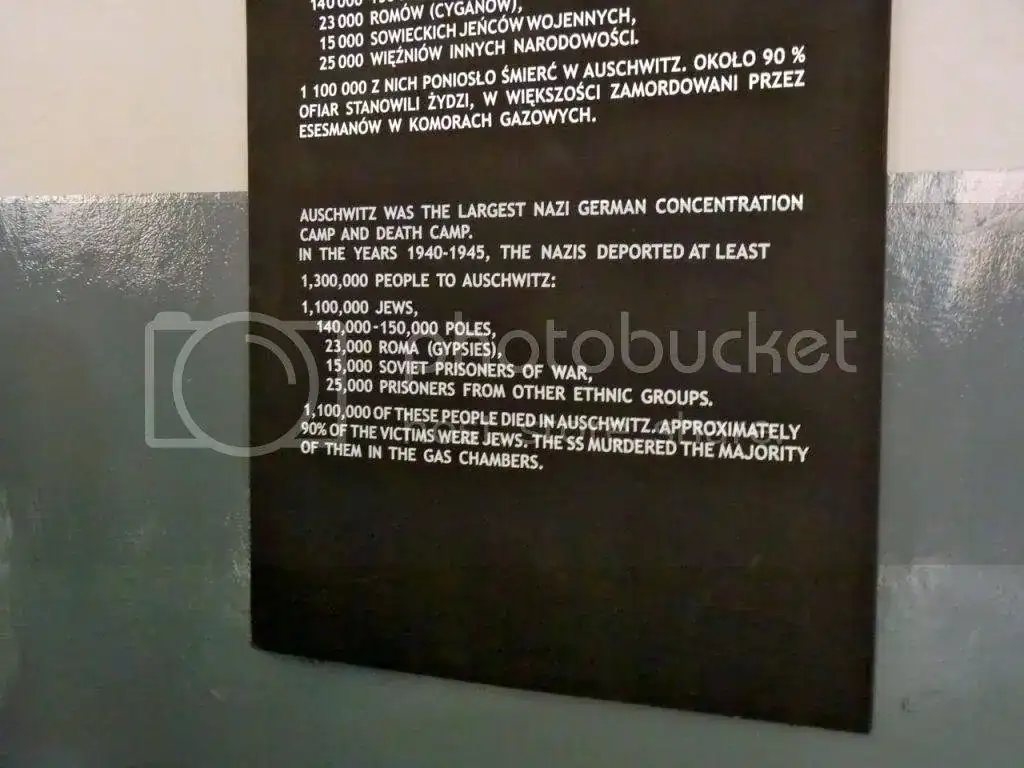 23 000 ROMÓW (CYGANÓW),
15 000 SOWIECKICH JEŃCÓW WOJENNYCH,
25 000 WIĘŹNIÓW INNYCH NARODOWOŚCI.
1 100 000 Z NICH PONIOSŁO ŚMIERĆ W AUSCHWITZ. OKOŁO 90 %
OFIAR STANOWILI ŻYDZI, W WIĘKSZOŚCI ZAMORDOWANI PRZEZ
ESESMANÓW W KOMORACH GAZOWYCH.
AUSCHWITZ WAS THE LARGEST NAZI GERMAN CONCENTRATION
CAMP AND DEATH CAMP.
IN THE YEARS 1940-1945, THE NAZIS DEPORTED AT LEAST
1,300,000 PEOPLE TO AUSCHWITZ:
1,100,000 JEWS,
140,000-150,000 POLES,
23,000 ROMA (GYPSIES),
15,000 SOVIET PRISONERS OF WAR,
25,000 PRISONERS FROM OTHER ETHNIC GROUPS.
1,100,000 OF THESE PEOPLE DIED IN AUSCHWITZ. APPROXIMATELY
90% OF THE VICTIMS WERE JEWS. THE SS MURDERED THE MAJORITY
OF THEM IN THE GAS CHAMBERS.
photobucket